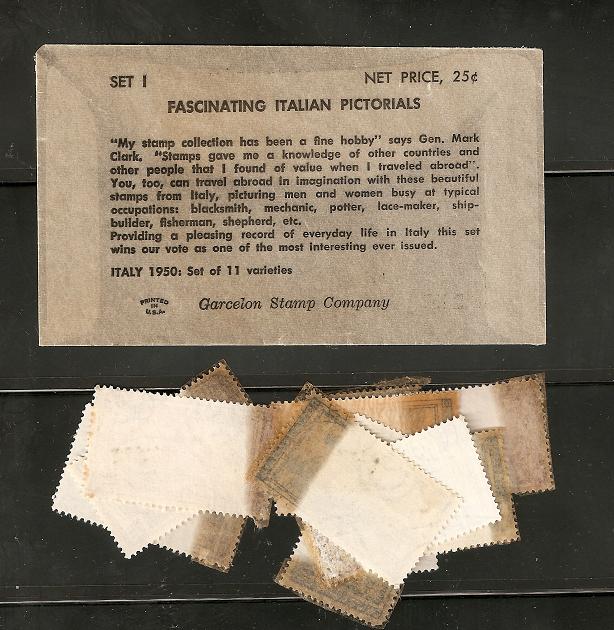 SET I NET PRICE, 25¢
FASCINATING ITALIAN PICTORIALS
"My stamp collection has been a fine hobby" says Gen. Mark
Clark. "Stamps gave me a knowledge of other countries and
other people that I found of value when I traveled abroad".
You, too, can travel abroad in imagination with these beautiful
stamps from Italy, picturing men and women busy at typical
occupations: blacksmith, mechanic, potter, lace-maker, ship-
builder, fisherman, shepherd, etc.
Providing a pleasing record of everyday life in Italy this set
wins our vote as one of the most interesting ever issued.
ITALY 1950: Set of 11 varieties
PRINTED
IN
U.S.A.
Garcelon Stamp Company